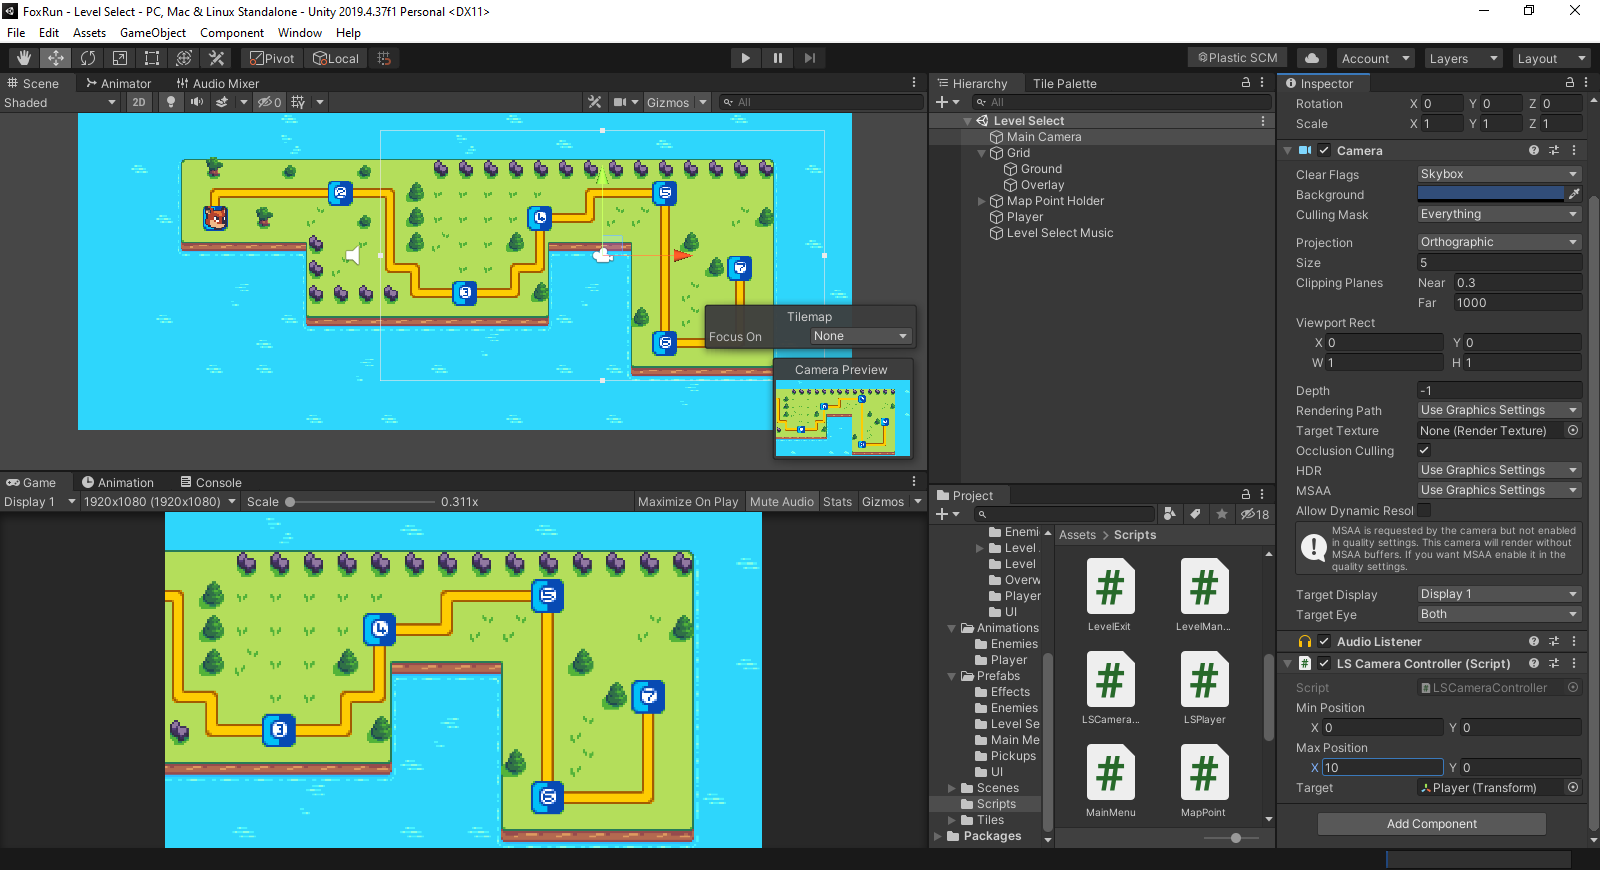 FoxRun - Level Select - PC, Mac & Linux Standalone - Unity 2019.4.37f1 Personal <DX11>
File Edit Assets GameObject Component Window Help
Pivot Local Plastic SCM Account Layers Layout
Scene Animator Audio Mixer
Shaded 2D 0 Gizmos All
2
5
4
3
7
6
Tilemap
Focus On None
Camera Preview
Game Animation Console
Display 1 1920x1080 (1920x1080) Scale 0.311x Maximize On Play Mute Audio Stats Gizmos
5
4
7
3
6
Hierarchy Tile Palette
All
Level Select
Main Camera
Grid
Ground
Overlay
Map Point Holder
Player
Level Select Music
Project
18
Enemi
Level
Level
Overw
Player
UI
Animations
Enemies
Player
Prefabs
Effects
Enemies
Level Se
Main Me
Pickups
UI
Scenes
Scripts
Tiles
Packages
Assets > Scripts
LevelExit LevelMan...
LSCamera... LSPlayer
MainMenu MapPoint
Inspector
Rotation X 0 Y 0 Z 0
Scale X 1 Y 1 Z 1
Camera
Clear Flags Skybox
Background
Culling Mask Everything
Projection Orthographic
Size 5
Clipping Planes Near 0.3
Far 1000
Viewport Rect
X 0 Y 0
W 1 H 1
Depth -1
Rendering Path Use Graphics Settings
Target Texture None (Render Texture)
Occlusion Culling
HDR Use Graphics Settings
MSAA Use Graphics Settings
Allow Dynamic Resol
MSAA is requested by the camera but not enabled
in quality settings. This camera will render without
MSAA buffers. If you want MSAA enable it in the
quality settings.
Target Display Display 1
Target Eye Both
Audio Listener
LS Camera Controller (Script)
Script LSCameraController
Min Position
X 0 Y 0
Max Position
X 10 Y 0
Target Player (Transform)
Add Component